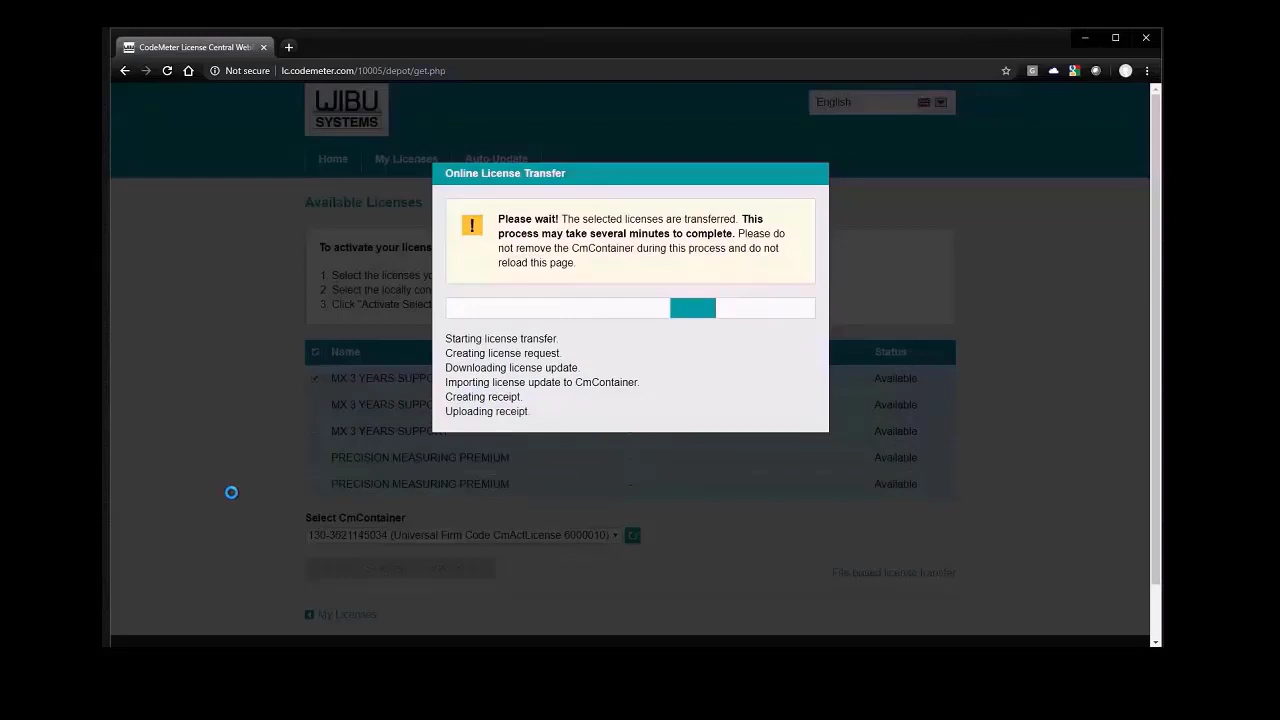 CodeMeter License Central Web
Not secure
lc.codemeter.com/10005/depot/get.php
WIBU
SYSTEMS
English
Home
My Licenses
Auto Update
Online License Transfer
Available Licenses
Please wait! The selected licenses are transferred. This
process may take several minutes to complete. Please do
not remove the CmContainer during this process and do not
reload this page.
To activate your licens
1. Select the licenses yo
2. Select the locally con
3. Click "Activate Select
Starting license transfer.
Creating license request.
Downloading license update.
Importing license update to CmContainer.
Creating receipt.
Uploading receipt.
Name
Status
MX 3 YEARS SUPPO
Available
MX 3 YEARS SUPPO
Available
MX 3 YEARS SUPPORT
Available
PRECISION MEASURING PREMIUM
-
Available
PRECISION MEASURING PREMIUM
-
Available
Select CmContainer
130-3621145034 (Universal Firm Code CmActLicense 6000010)
File based license transfer
My Licenses